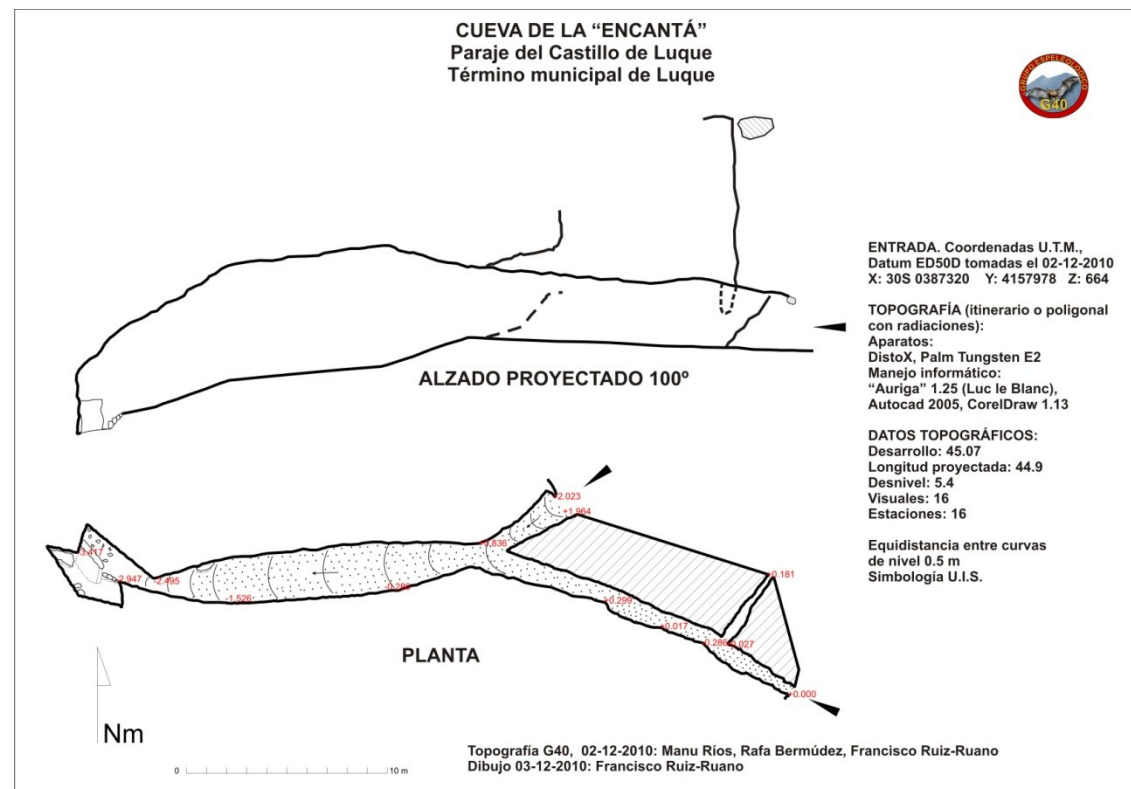 CUEVA DE LA “ENCANTÁ”
Paraje del Castillo de Luque
Término municipal de Luque
GRUPO ESPELEOLÓGICO
G40
ENTRADA. Coordenadas U.T.M.,
Datum ED50D tomadas el 02-12-2010
X: 30S 0387320 Y: 4157978 Z: 664
TOPOGRAFÍA (itinerario o poligonal
con radiaciones):
Aparatos:
DistoX, Palm Tungsten E2
Manejo informático:
“Auriga” 1.25 (Luc le Blanc),
Autocad 2005, CorelDraw 1.13
DATOS TOPOGRÁFICOS:
Desarrollo: 45.07
Longitud proyectada: 44.9
Desnivel: 5.4
Visuales: 16
Estaciones: 16
Equidistancia entre curvas
de nivel 0.5 m
Simbología U.I.S.
ALZADO PROYECTADO 100º
+2.023
+1.964
+0.836
-3.417
-2.947
-2.495
-1.526
+0.181
+0.299
+0.017
+0.000
PLANTA
Nm
0
10 m
Topografía G40, 02-12-2010: Manu Ríos, Rafa Bermúdez, Francisco Ruiz-Ruano
Dibujo 03-12-2010: Francisco Ruiz-Ruano